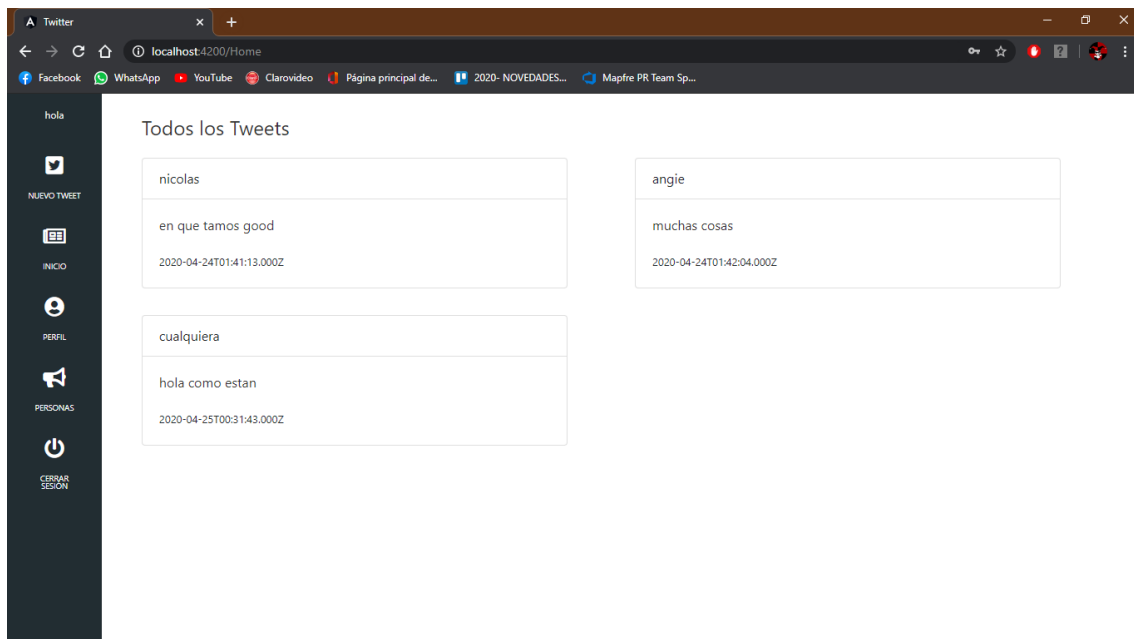 Twitter
localhost:4200/Home
Facebook WhatsApp YouTube Clarovideo Página principal de... 2020- NOVEDADES... Mapfre PR Team Sp...
hola
NUEVO TWEET
INICIO
PERFIL
PERSONAS
CERRAR
SESIÓN
Todos los Tweets
nicolas
en que tamos good
2020-04-24T01:41:13.000Z
angie
muchas cosas
2020-04-24T01:42:04.000Z
cualquiera
hola como estan
2020-04-25T00:31:43.000Z